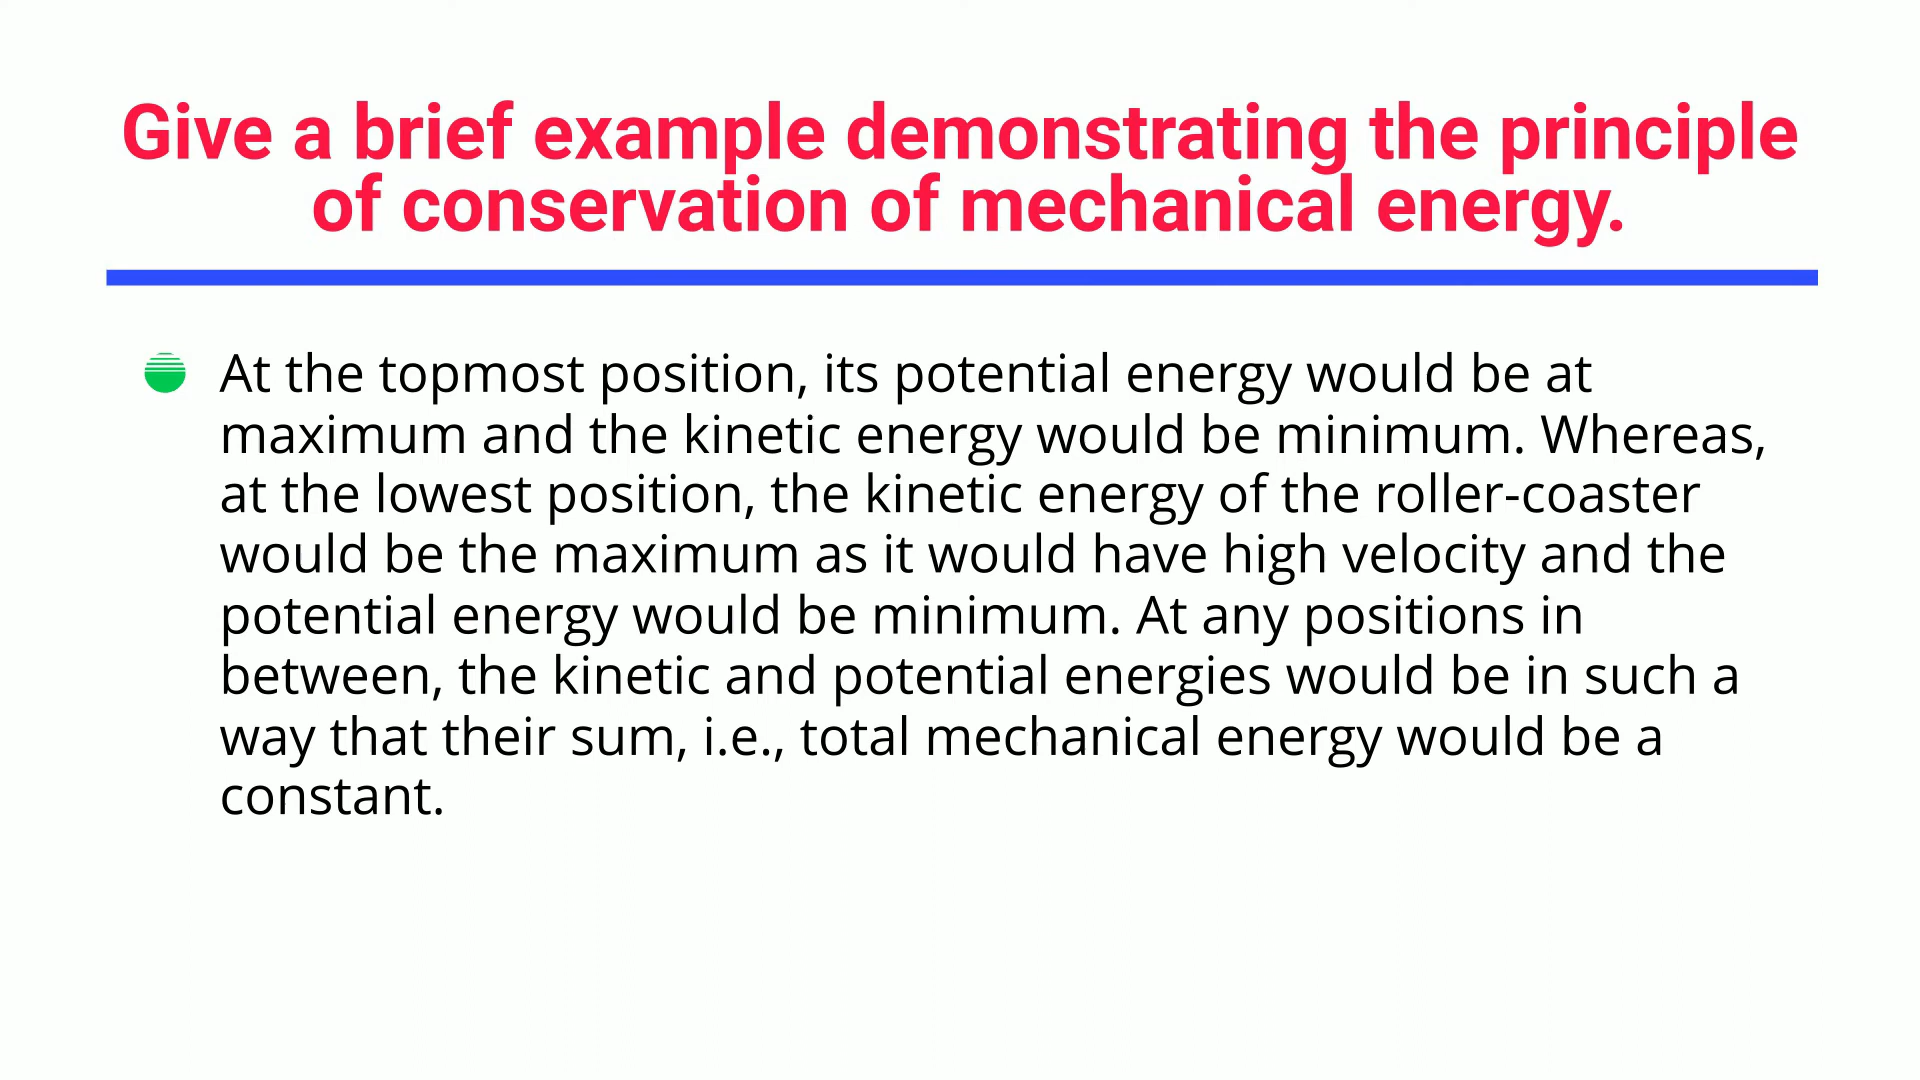 Give a brief example demonstrating the principle
of conservation of mechanical energy.
At the topmost position, its potential energy would be at
maximum and the kinetic energy would be minimum. Whereas,
at the lowest position, the kinetic energy of the roller-coaster
would be the maximum as it would have high velocity and the
potential energy would be minimum. At any positions in
between, the kinetic and potential energies would be in such a
way that their sum, i.e., total mechanical energy would be a
constant.